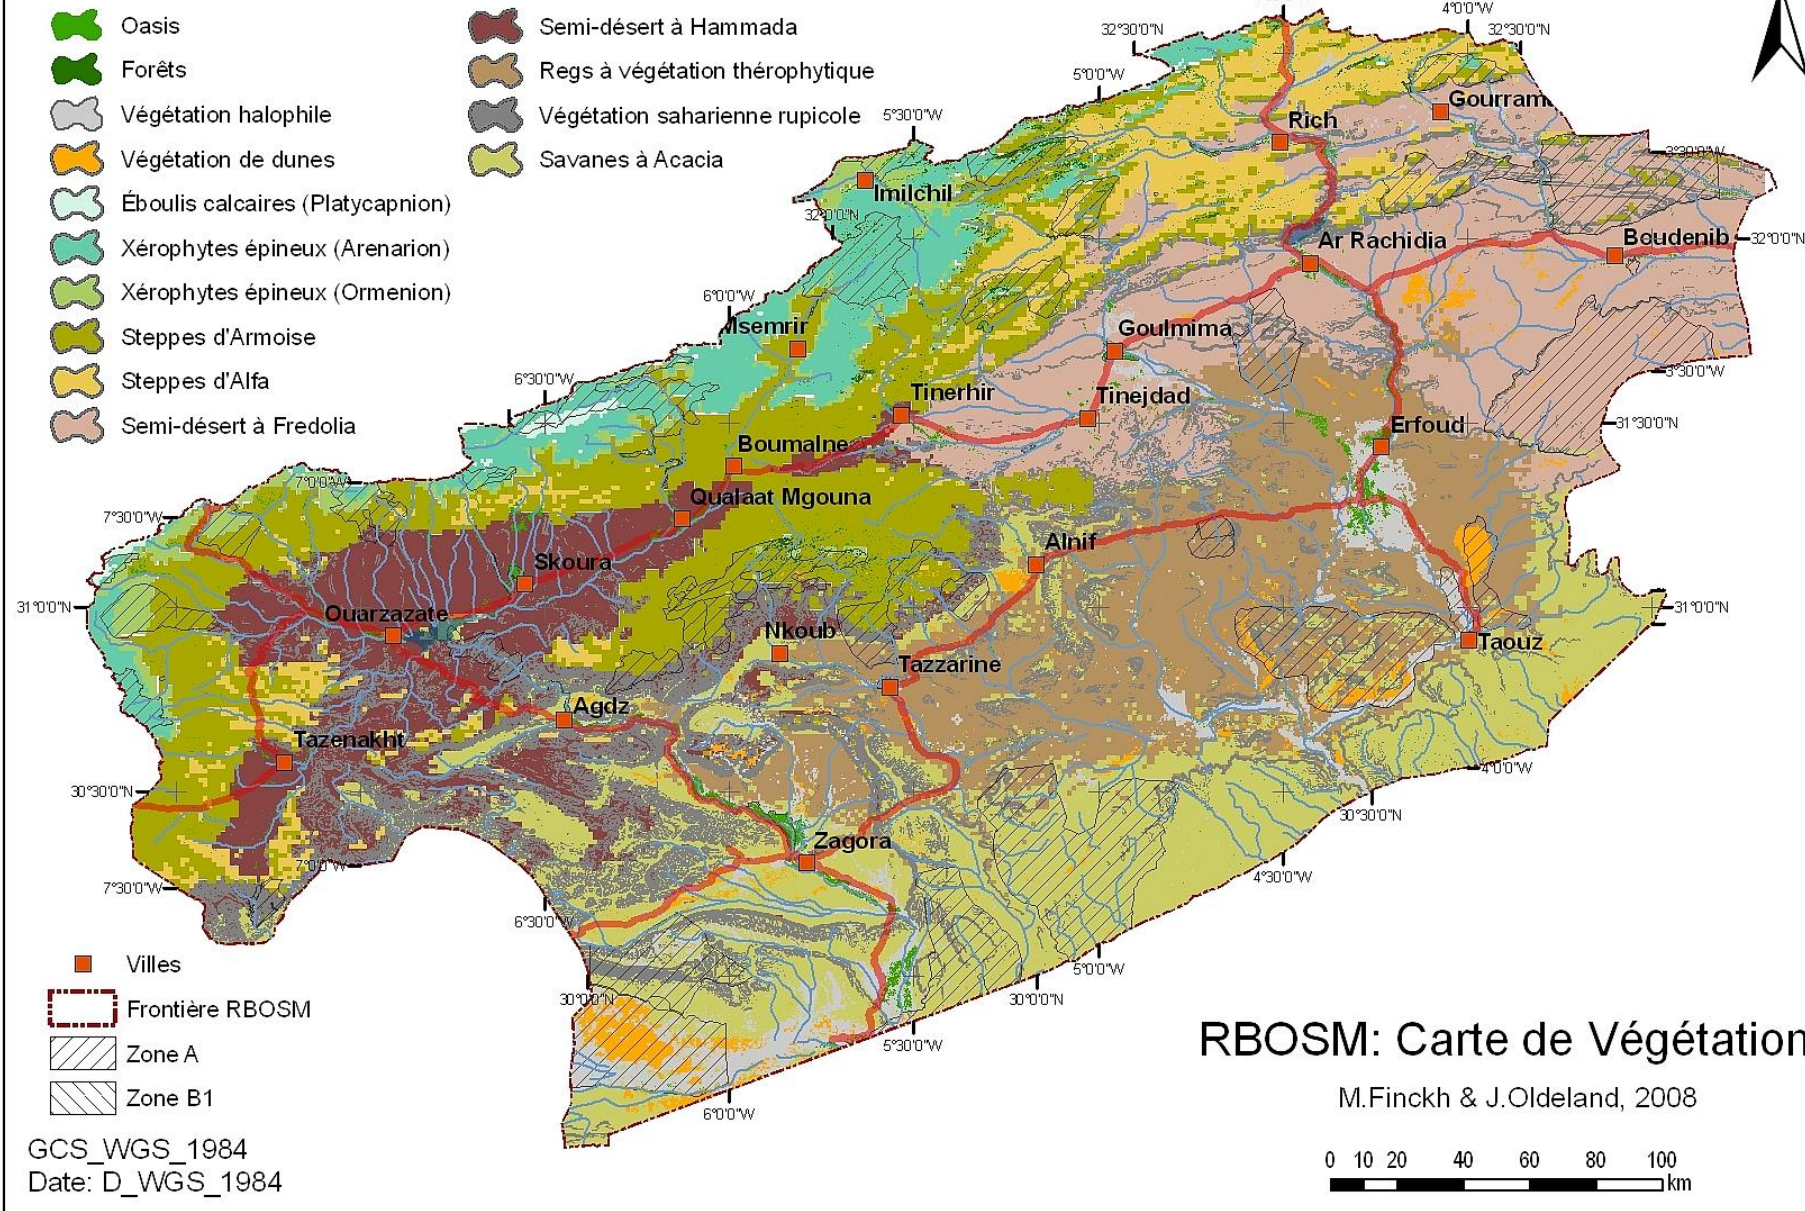 Oasis
Forêts
Végétation halophile
Végétation de dunes
Éboulis calcaires (Platycapnion)
Xérophytes épineux (Arenarion)
Xérophytes épineux (Ormenion)
Steppes d'Armoise
Steppes d'Alfa
Semi-désert à Fredolia
Semi-désert à Hammada
Regs à végétation thérophytique
Végétation saharienne rupicole
Savanes à Acacia
4°0'0"W
32°30'0"N
32°30'0"N
5°0'0"W
5°30'0"W
Gourram
Rich
3°30'0"W
Imilchil
32°0'0"N
Ar Rachidia
Boudenib
32°0'0"N
6°0'0"W
Msemrir
Goulmima
6°30'0"W
3°30'0"W
Tinerhir
Tinejdad
31°30'0"N
Erfoud
Boumalne
7°0'0"W
Qualaat Mgouna
7°30'0"W
Alnif
Skoura
31°0'0"N
31°0'0"N
Ouarzazate
Nkoub
Taouz
Tazzarine
Agdz
Tazenakht
4°0'0"W
30°30'0"N
30°30'0"N
Zagora
7°0'0"W
4°30'0"W
7°30'0"W
6°30'0"W
5°0'0"W
30°0'0"N
30°0'0"N
5°30'0"W
6°0'0"W
Villes
Frontière RBOSM
Zone A
Zone B1
GCS_WGS_1984
Date: D_WGS_1984
RBOSM: Carte de Végétation
M.Finckh & J.Oldeland, 2008
0 10 20 40 60 80 100
km